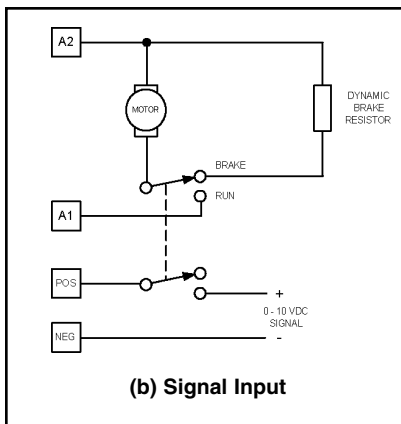 A2
MOTOR
DYNAMIC
BRAKE
RESISTOR
BRAKE
RUN
A1
POS
+
0 - 10 VDC
SIGNAL
NEG
-
(b) Signal Input